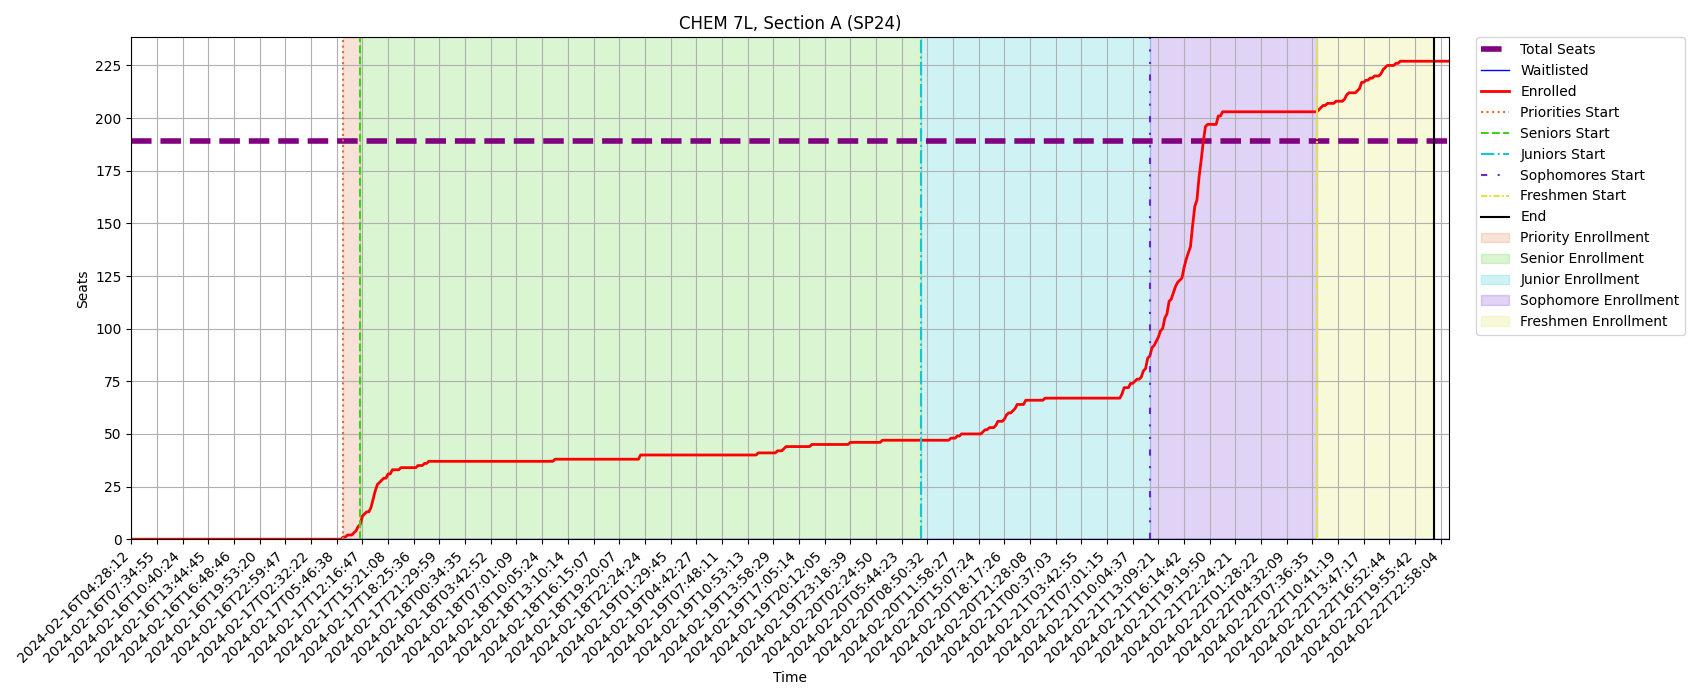 CHEM 7L, Section A (SP24)
Seats
225
200
175
150
125
100
75
50
25
0
2024-02-16T04:28:12
2024-02-16T07:34:55
2024-02-16T10:40:24
2024-02-16T13:44:45
2024-02-16T16:48:46
2024-02-16T19:53:20
2024-02-16T22:59:47
2024-02-17T02:32:22
2024-02-17T05:46:38
2024-02-17T12:16:47
2024-02-17T15:21:08
2024-02-17T18:25:36
2024-02-17T21:29:59
2024-02-18T00:34:35
2024-02-18T03:42:52
2024-02-18T07:01:09
2024-02-18T10:05:24
2024-02-18T13:10:14
2024-02-18T16:15:07
2024-02-18T19:20:07
2024-02-18T22:24:24
2024-02-19T01:29:45
2024-02-19T04:42:27
2024-02-19T07:48:11
2024-02-19T10:53:13
2024-02-19T13:58:29
2024-02-19T17:05:14
2024-02-19T20:12:05
2024-02-19T23:18:39
2024-02-20T02:24:50
2024-02-20T05:44:23
2024-02-20T08:50:32
2024-02-20T11:58:27
2024-02-20T15:07:24
2024-02-20T18:17:26
2024-02-20T21:28:08
2024-02-21T00:37:03
2024-02-21T03:42:55
2024-02-21T07:01:15
2024-02-21T10:04:37
2024-02-21T13:09:21
2024-02-21T16:14:42
2024-02-21T19:19:50
2024-02-21T22:24:21
2024-02-22T01:28:22
2024-02-22T04:32:09
2024-02-22T07:36:35
2024-02-22T10:41:19
2024-02-22T13:47:17
2024-02-22T16:52:44
2024-02-22T19:55:42
2024-02-22T22:58:04
Time
Total Seats
Waitlisted
Enrolled
Priorities Start
Seniors Start
Juniors Start
Sophomores Start
Freshmen Start
End
Priority Enrollment
Senior Enrollment
Junior Enrollment
Sophomore Enrollment
Freshmen Enrollment